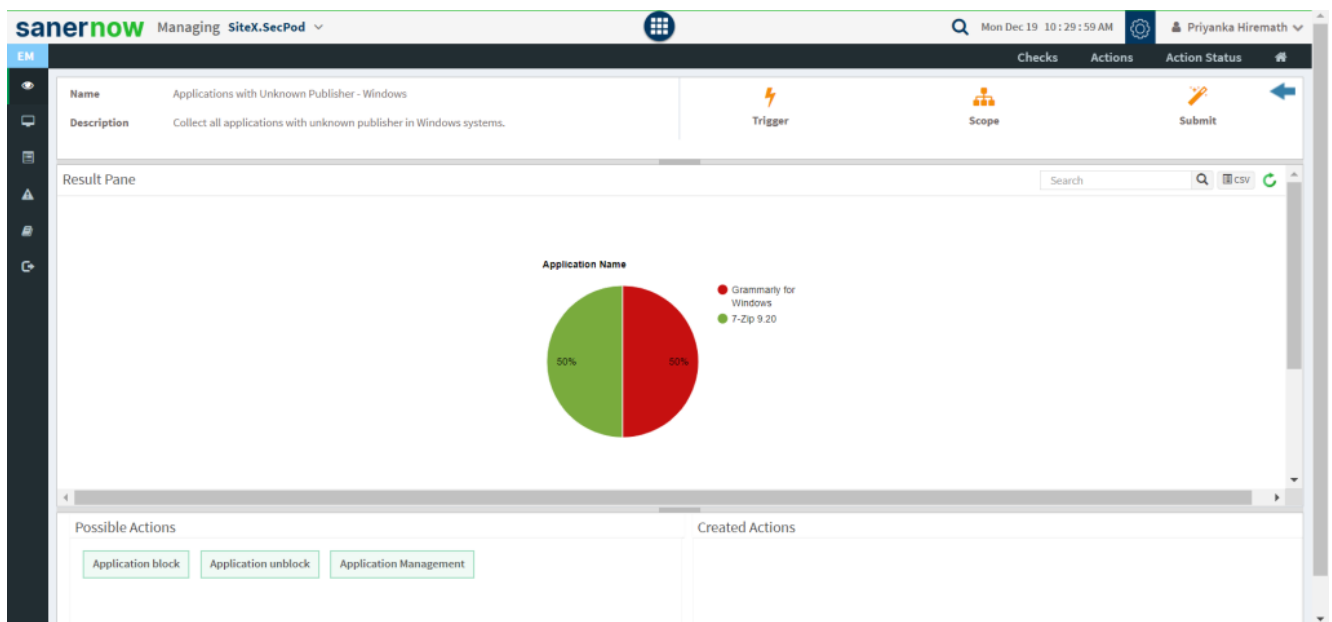 sanernow Managing SiteX.SecPod Mon Dec 19 10:29:59 AM Priyanka Hiremath
EM Checks Actions Action Status
Name Applications with Unknown Publisher - Windows
Description Collect all applications with unknown publisher in Windows systems.
Trigger Scope Submit
Result Pane Search CSV
Application Name
Grammarly for
Windows
7-Zip 9.20
50% 50%
Possible Actions Created Actions
Application block Application unblock Application Management